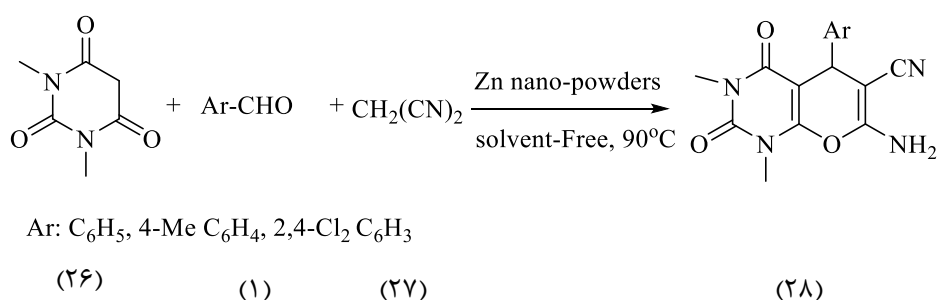 O
N
O
N
O
+ Ar-CHO + CH₂(CN)₂
Zn nano-powders
solvent-Free, 90°C
O
Ar
N
CN
O
N
O
NH₂
Ar: C₆H₅, 4-Me C₆H₄, 2,4-Cl₂ C₆H₃
(۲۶)
(۱)
(۲۷)
(۲۸)